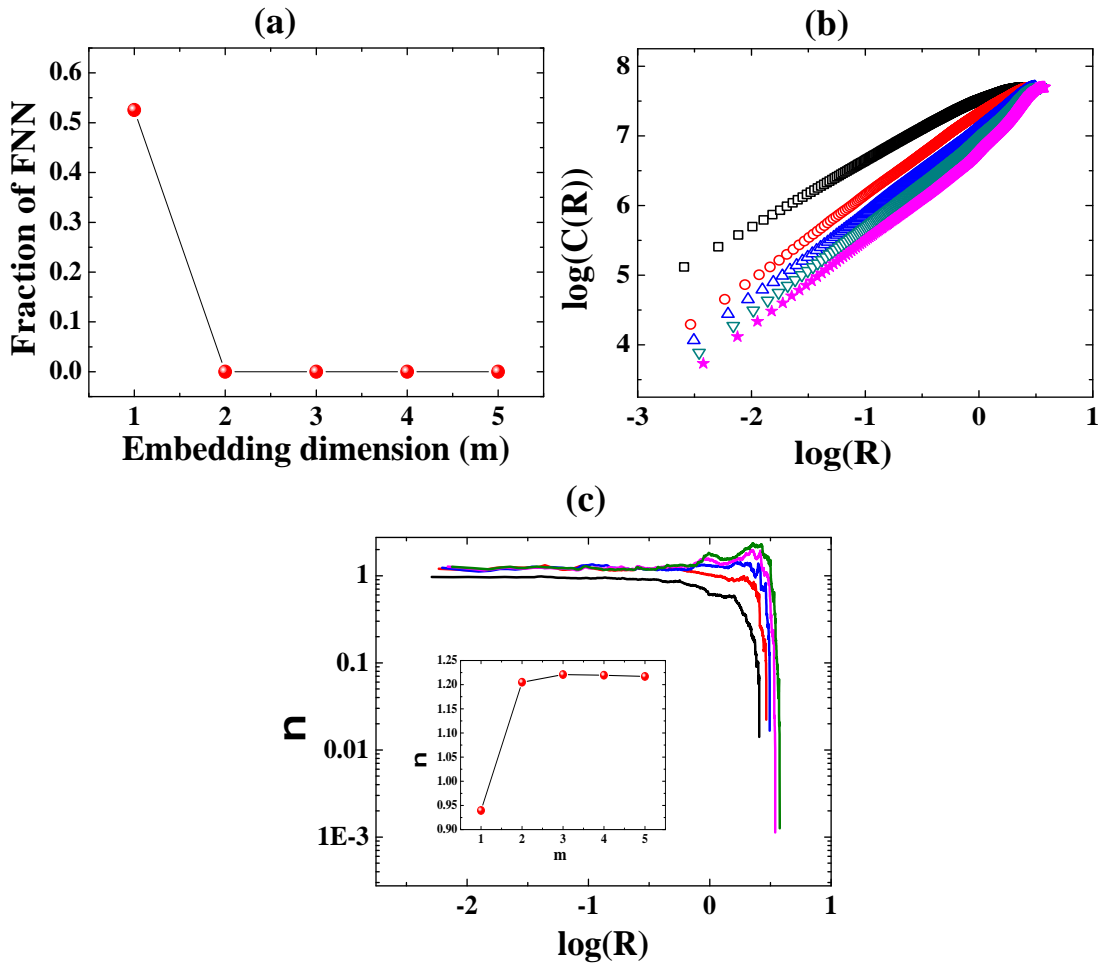 (a)
Fraction of FNN
0.6
0.5
0.4
0.3
0.2
0.1
0.0
1 2 3 4 5
Embedding dimension (m)
(b)
log(C(R))
8
7
6
5
4
-3 -2 -1 0 1
log(R)
(c)
n
1
0.1
0.01
1E-3
-2 -1 0 1
log(R)
n
1.25
1.20
1.15
1.10
1.05
1.00
0.95
0.90
1 2 3 4 5
m